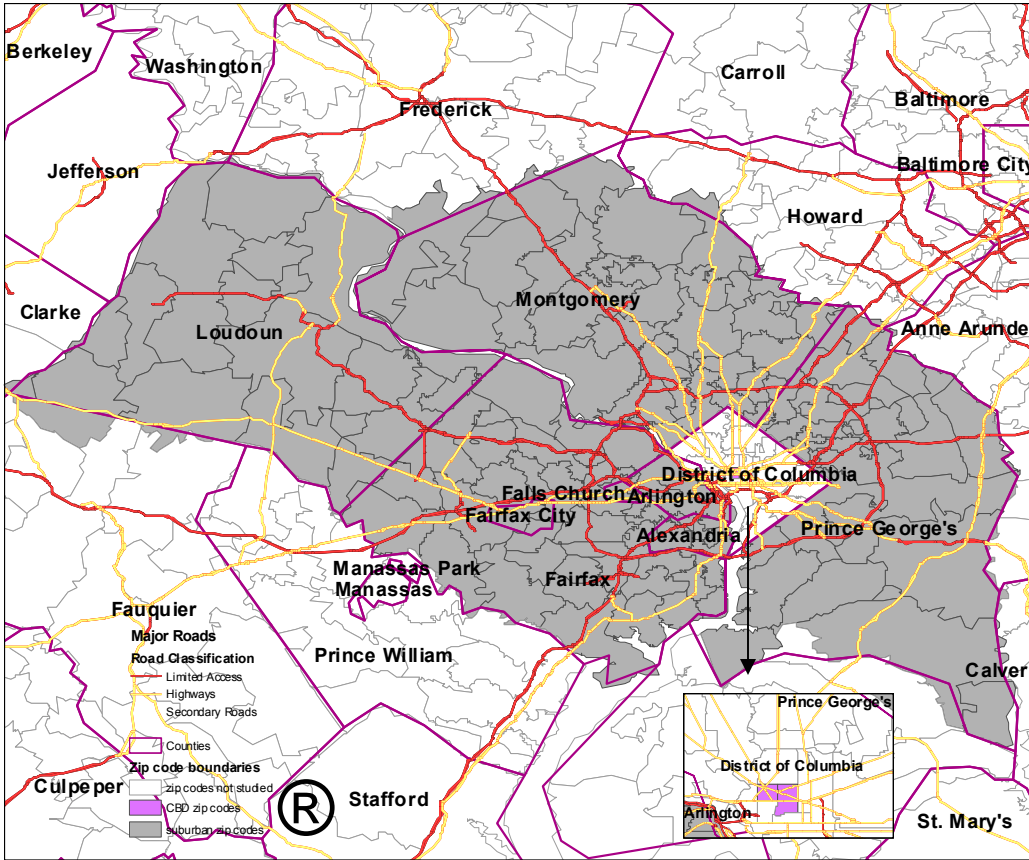 Berkeley
Washington
Carroll
Baltimore
Frederick
Jefferson
Baltimore City
Howard
Clarke
Montgomery
Loudoun
Anne Arunde
District of Columbia
Falls Church
Arlington
Fairfax City
Alexandria
Prince George's
Manassas Park
Manassas
Fairfax
Fauquier
Prince William
Calver
Culpeper
Stafford
St. Mary's
Major Roads
Road Classification
Limited Access
Highways
Secondary Roads
Counties
Zip code boundaries
zip codes not studied
CBD zip codes
suburban zip codes
R
Prince George's
District of Columbia
Arlington